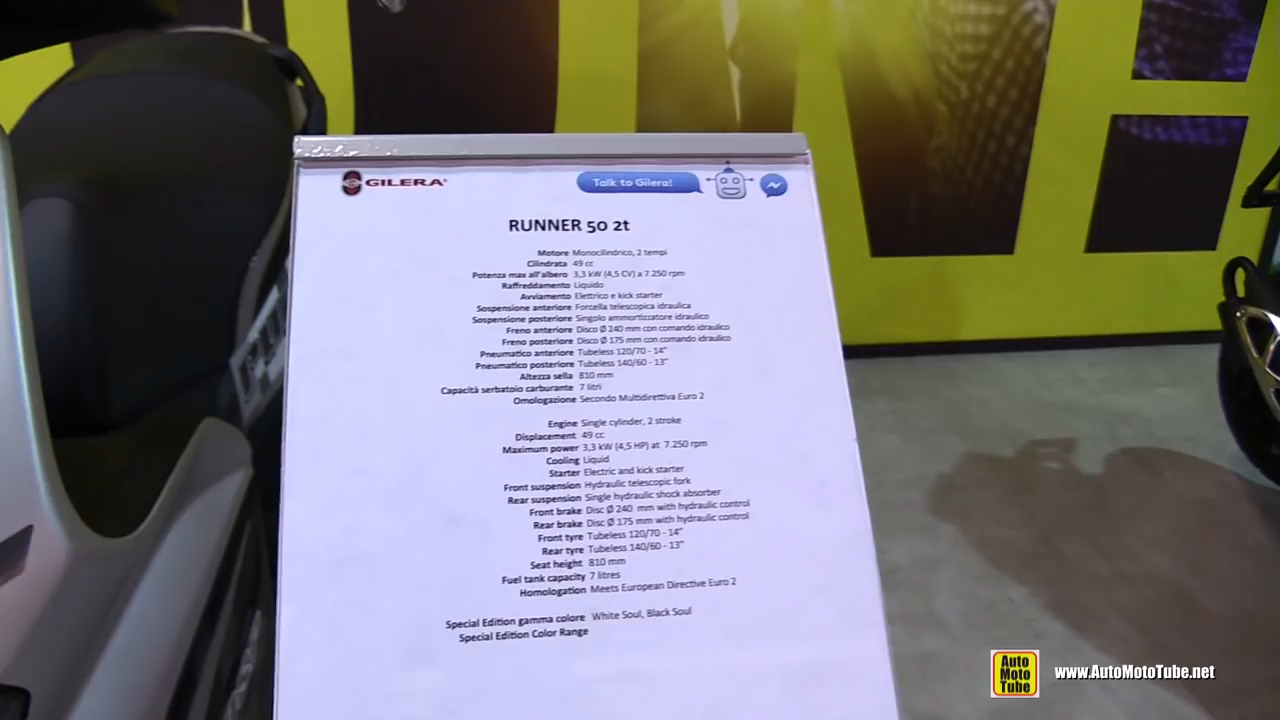 GILERA
Talk to Gilera!
RUNNER 50 2t
Motore Monocilindrico, 2 tempi
Cilindrata 49 cc
Potenza max all'albero 3,3 kW (4,5 CV) a 7.250 rpm
Raffreddamento Liquido
Avviamento Elettrico e kick starter
Sospensione anteriore Forcella telescopica idraulica
Sospensione posteriore Singolo ammortizzatore idraulico
Freno anteriore Disco Ø 240 mm con comando idraulico
Freno posteriore Disco Ø 175 mm con comando idraulico
Pneumatico anteriore Tubeless 120/70 - 14"
Pneumatico posteriore Tubeless 140/60 - 13"
Altezza sella 810 mm
Capacità serbatoio carburante 7 litri
Omologazione Secondo Multidirettiva Euro 2
Engine Single cylinder, 2 stroke
Displacement 49 cc
Maximum power 3,3 kW (4,5 HP) at 7.250 rpm
Cooling Liquid
Starter Electric and kick starter
Front suspension Hydraulic telescopic fork
Rear suspension Single hydraulic shock absorber
Front brake Disc Ø 240 mm with hydraulic control
Rear brake Disc Ø 175 mm with hydraulic control
Front tyre Tubeless 120/70 - 14"
Rear tyre Tubeless 140/60 - 13"
Seat height 810 mm
Fuel tank capacity 7 litres
Homologation Meets European Directive Euro 2
Special Edition gamma colore White Soul, Black Soul
Special Edition Color Range
Auto
Moto
Tube
www.AutoMotoTube.net